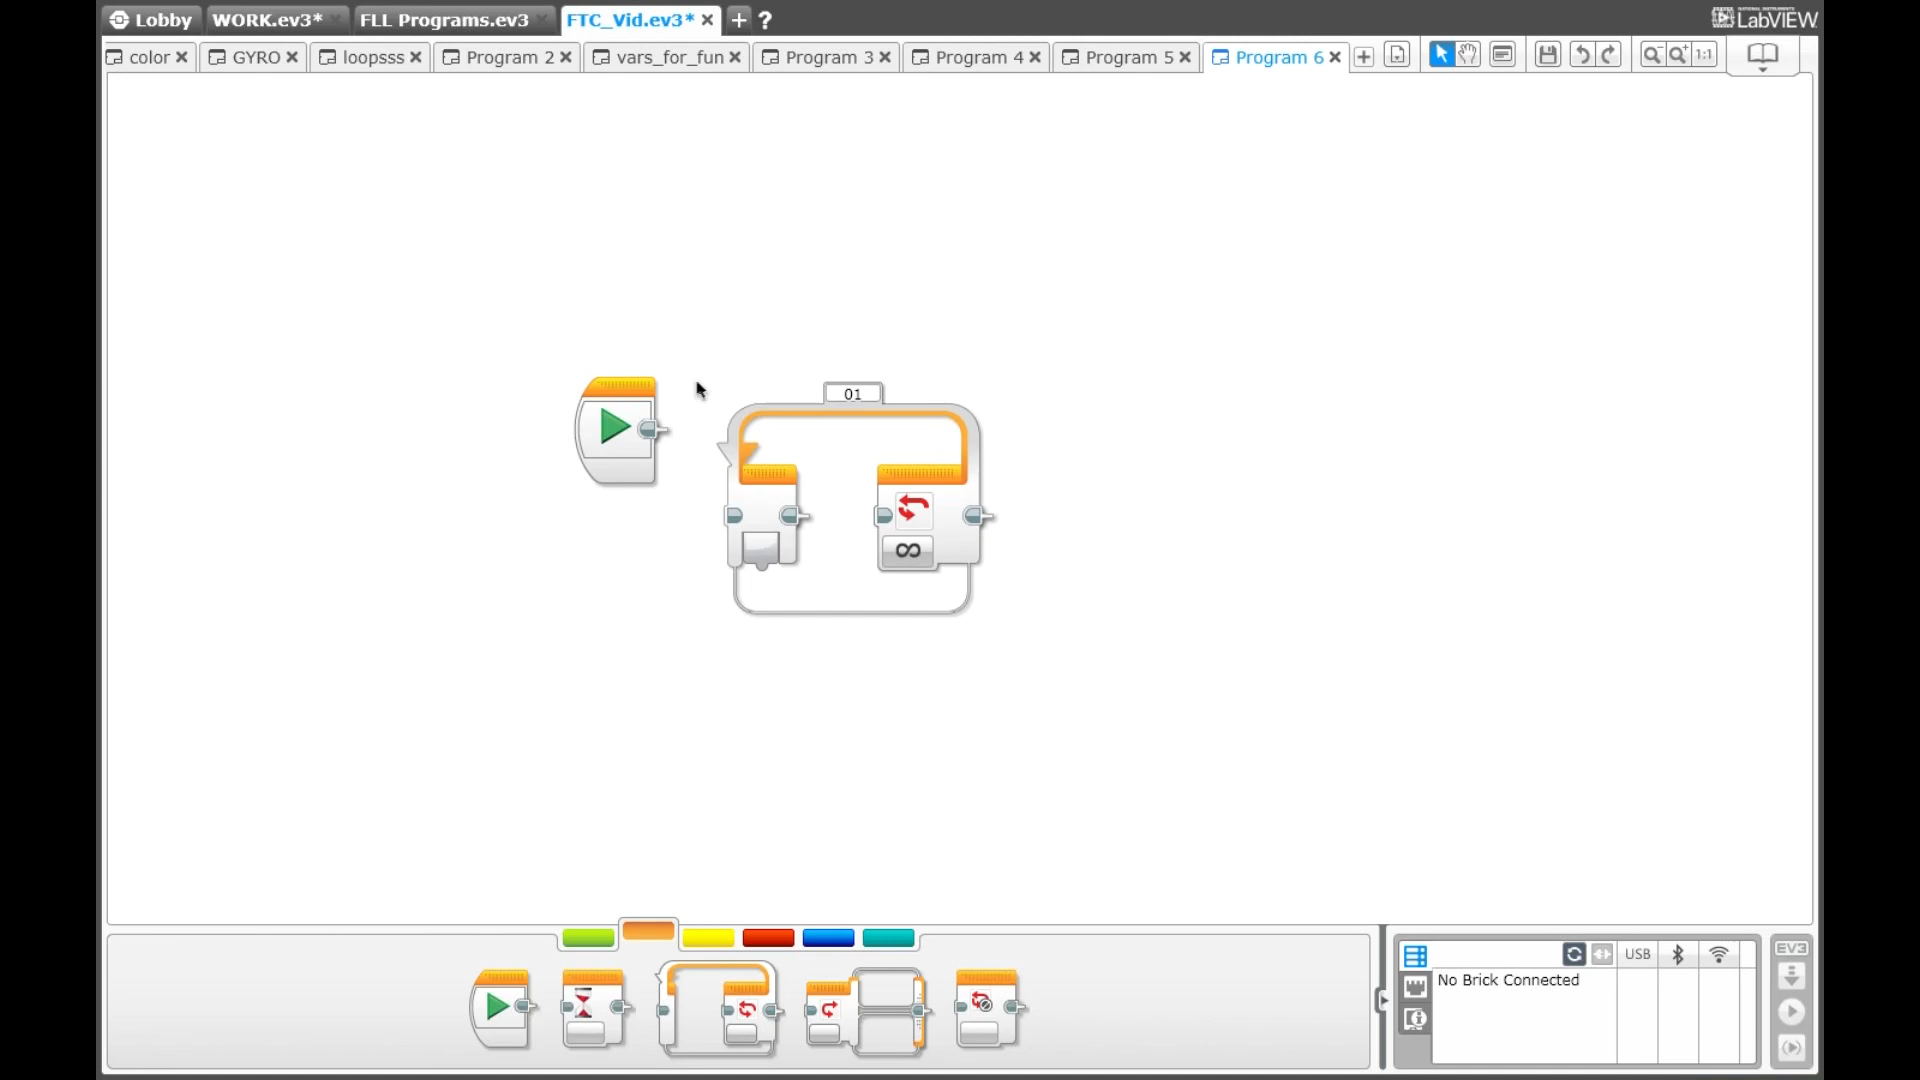 Lobby
WORK.ev3*
FLL Programs.ev3
FTC_Vid.ev3*
+
?
LabVIEW
color
GYRO
loopsss
Program 2
vars_for_fun
Program 3
Program 4
Program 5
Program 6
1:1
01
∞
USB
EV3
No Brick Connected